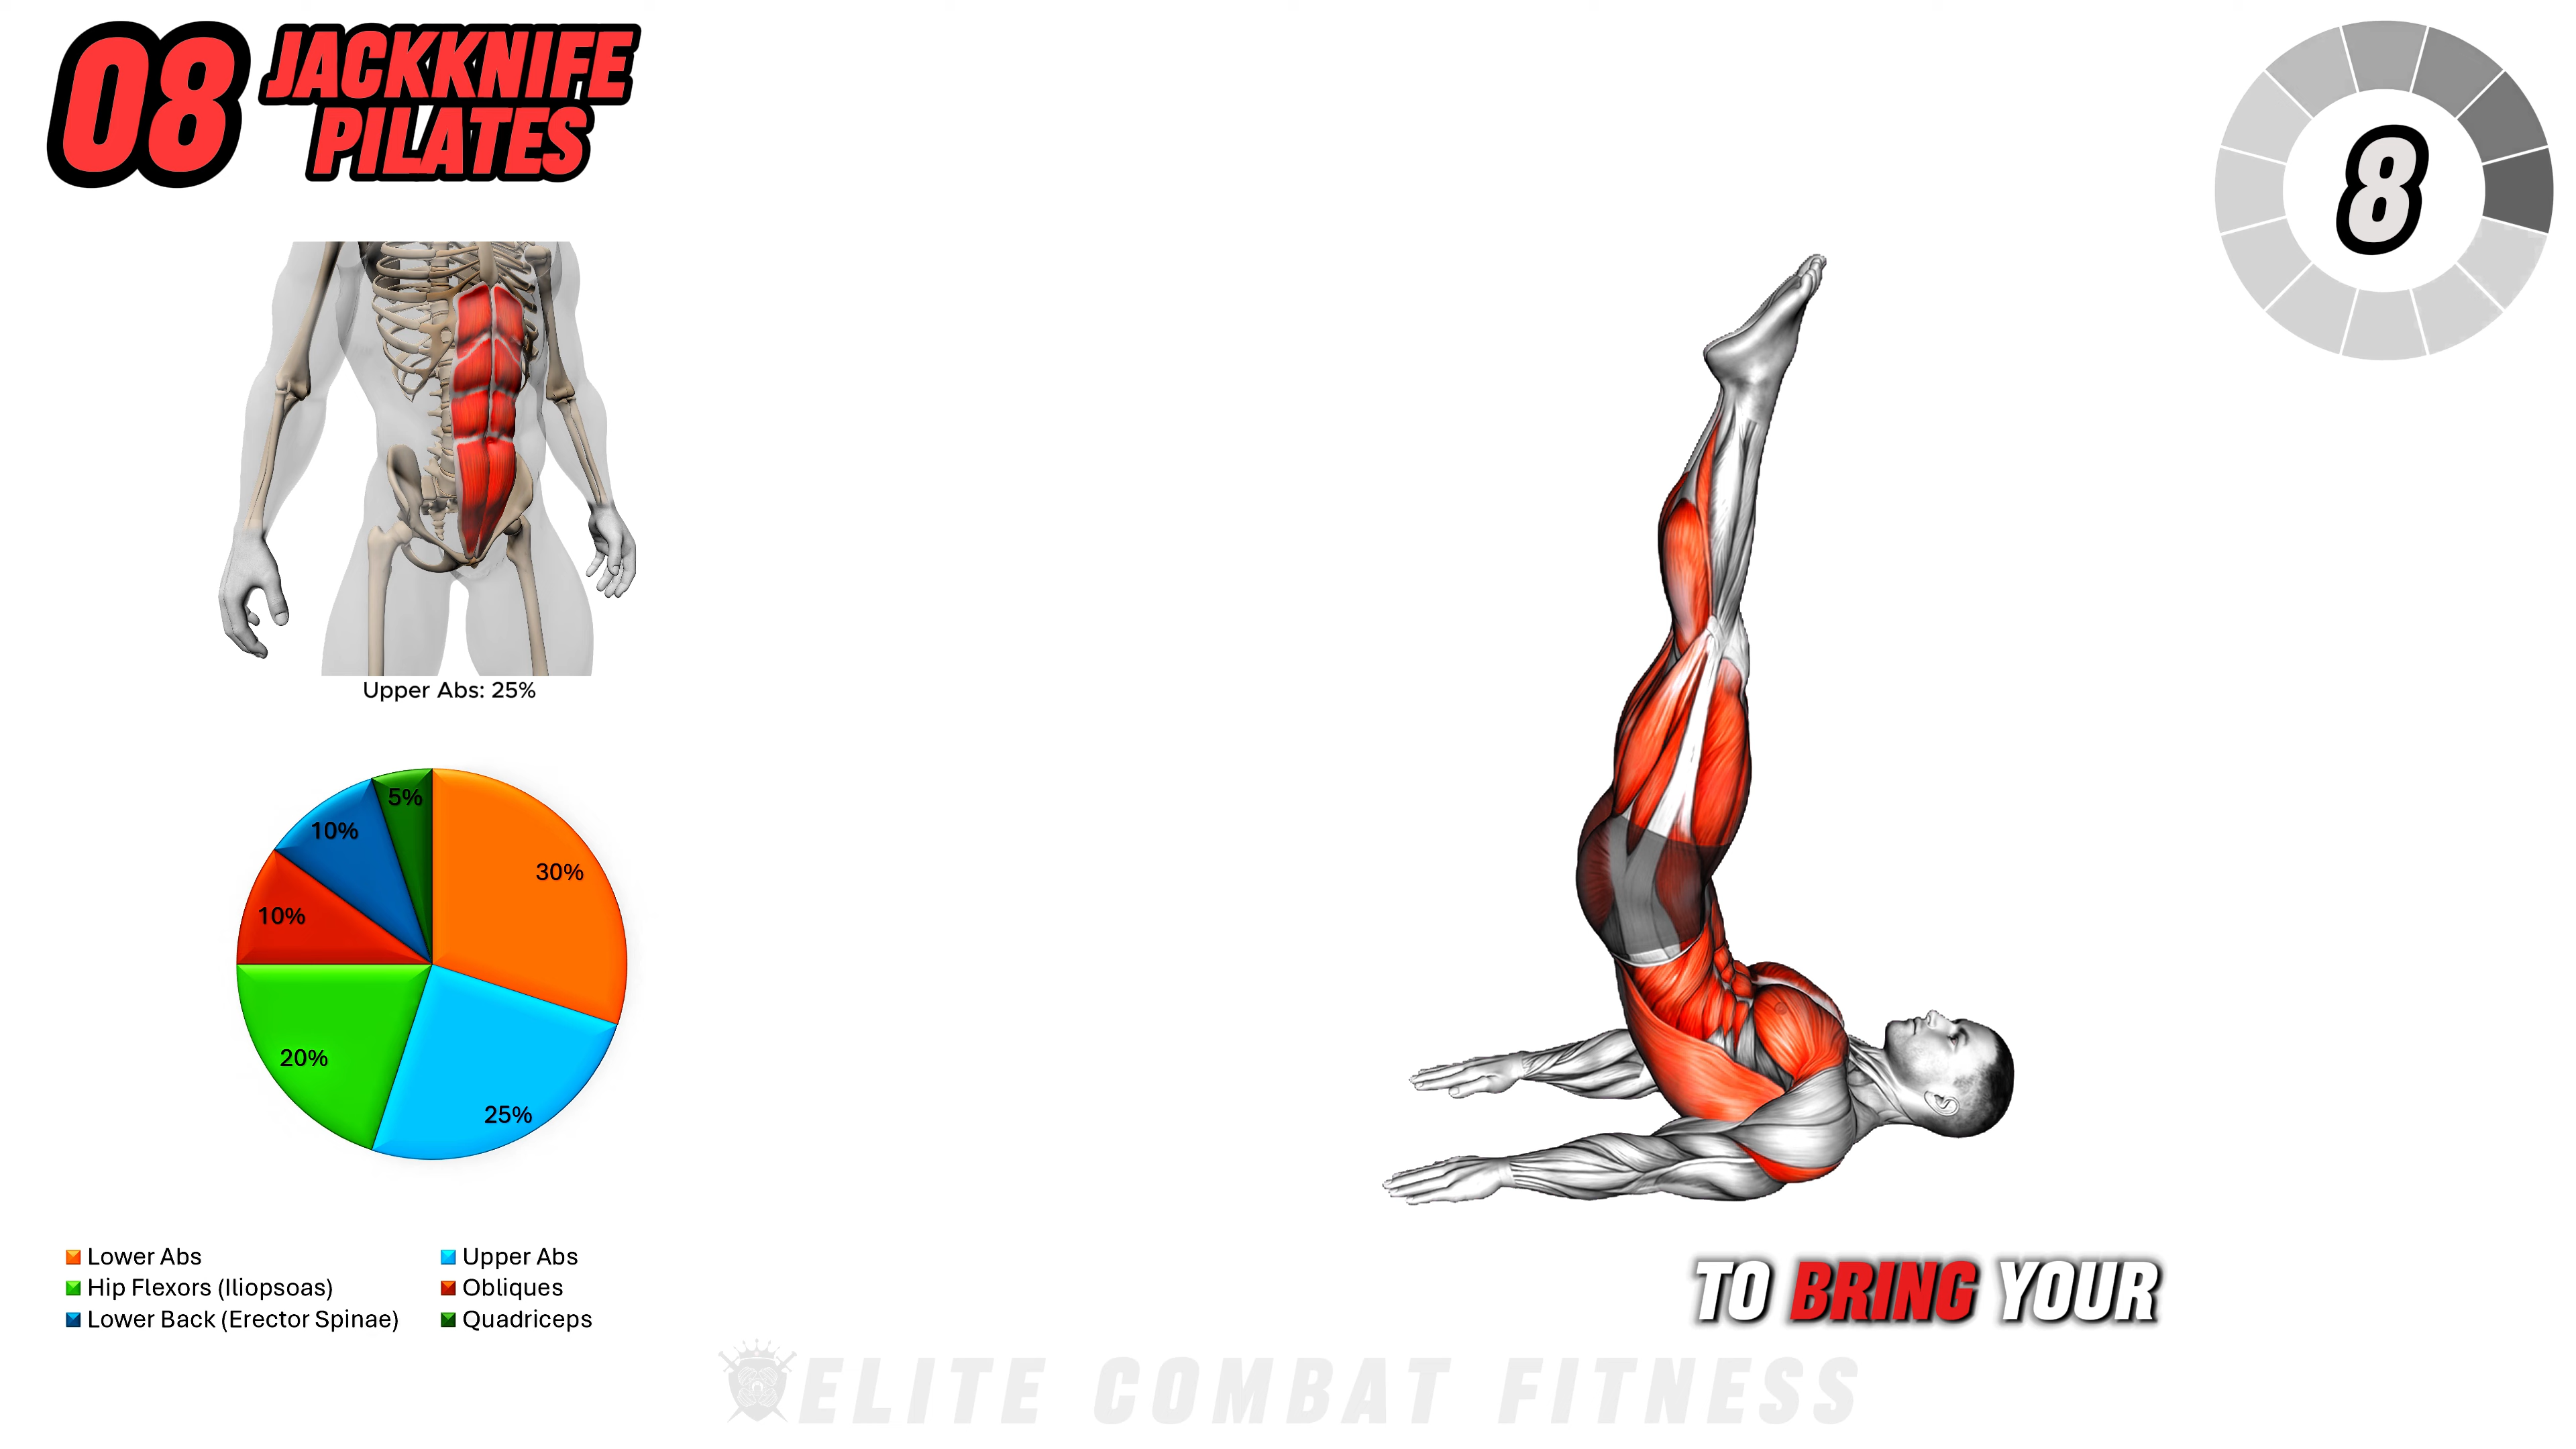 08 JACKKNIFE
PILATES
8
Upper Abs: 25%
5%
10%
30%
10%
20%
25%
Lower Abs
Upper Abs
Hip Flexors (Iliopsoas)
Obliques
Lower Back (Erector Spinae)
Quadriceps
TO BRING YOUR
ELITE COMBAT FITNESS